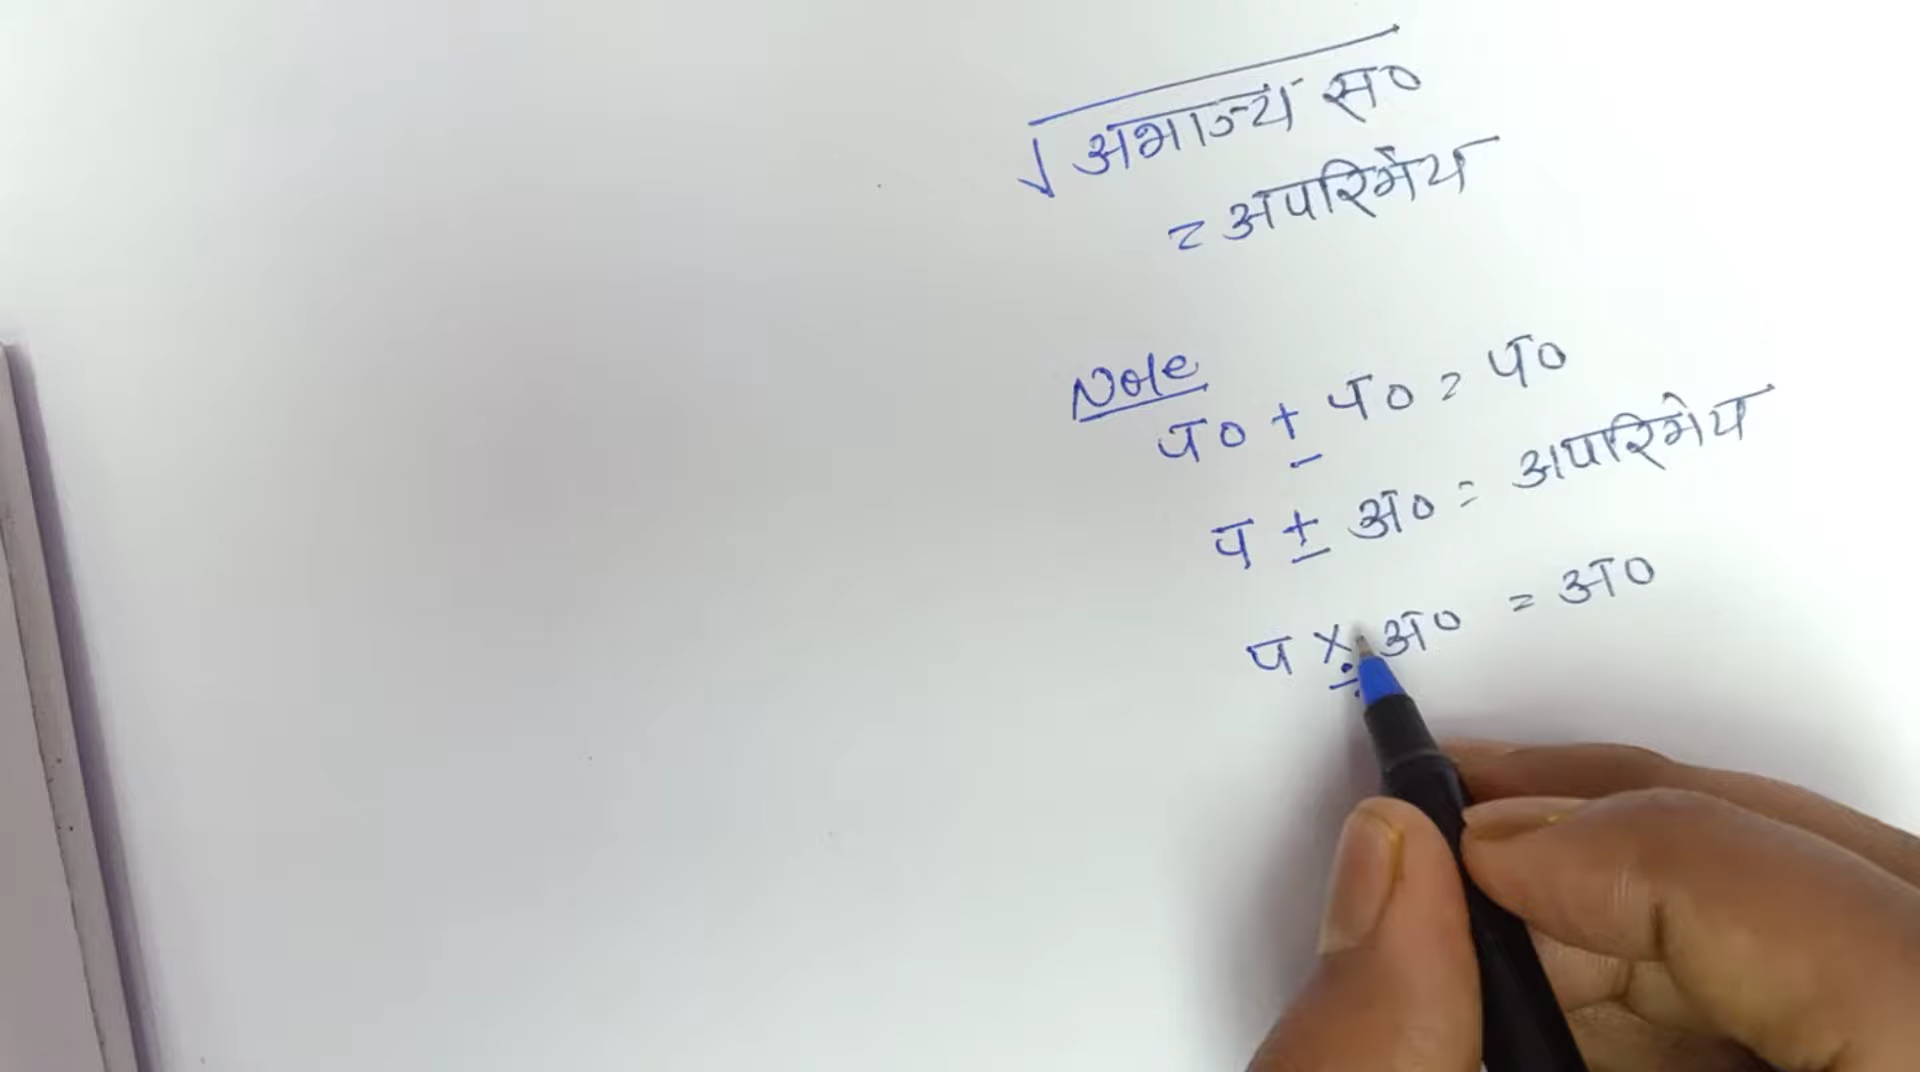 √अभाज्य स०
= अपरिमेय
Note
प० ± प० = प०
प ± अ० = अपरिमेय
प × ÷ अ० = अ०